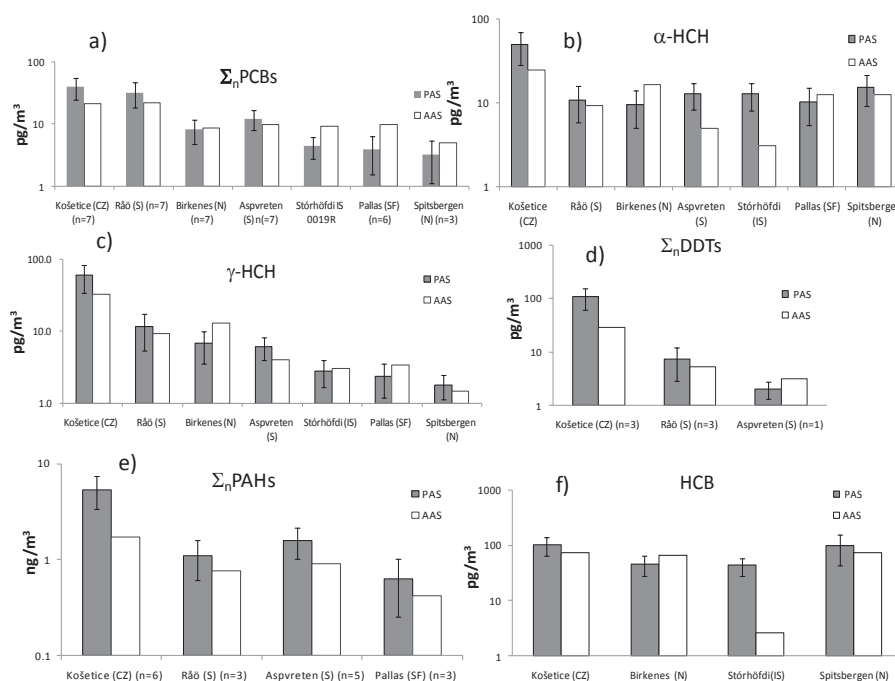 a)
ΣnPCBs
100
10
1
pg/m³
PAS
AAS
Košetice (CZ) (n=7)
Råö (S) (n=7)
Birkenes (N) (n=7)
Aspvreten (S) n(=7)
Stórhöfdi IS 0019R
Pallas (SF) (n=6)
Spitsbergen (N) (n=3)
b)
α-HCH
100
10
1
pg/m³
PAS
AAS
Košetice (CZ)
Råö (S)
Birkenes (N)
Aspvreten (S)
Stórhöfdi (IS)
Pallas (SF)
Spitsbergen (N)
c)
γ-HCH
100.0
10.0
1.0
pg/m³
PAS
AAS
Košetice (CZ)
Råö (S)
Birkenes (N)
Aspvreten (S)
Stórhöfdi (IS)
Pallas (SF)
Spitsbergen (N)
d)
ΣnDDTs
1000
100
10
1
pg/m³
PAS
AAS
Košetice (CZ) (n=3)
Råö (S) (n=3)
Aspvreten (S) (n=1)
e)
ΣnPAHs
10
1
0.1
ng/m³
PAS
AAS
Košetice (CZ) (n=6)
Råö (S) (n=3)
Aspvreten (S) (n=5)
Pallas (SF) (n=3)
f)
HCB
1000
100
10
1
pg/m³
PAS
AAS
Košetice (CZ)
Birkenes (N)
Stórhöfdi(IS)
Spitsbergen (N)